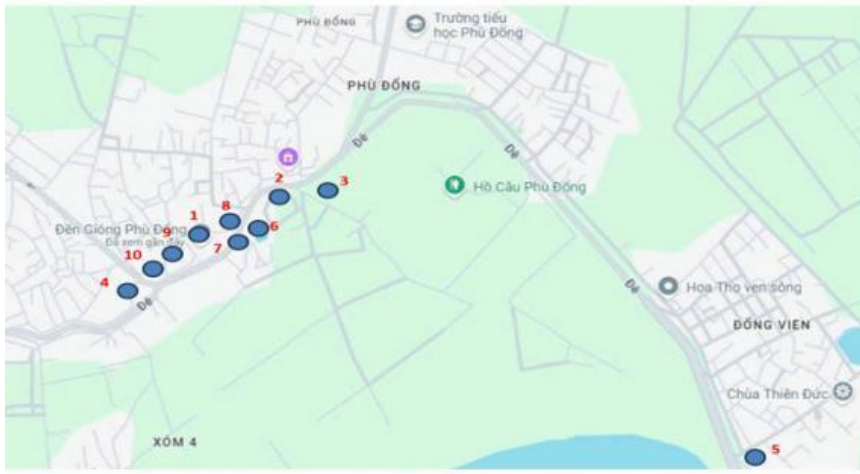 PHÙ ĐỔNG
Trường tiểu
học Phù Đổng
PHÙ ĐỔNG
Đê
Đê
2
3
Hồ Câu Phù Đổng
1
8
Đền Gióng Phù Đổng
6
Đã xem gần đây
9
7
10
4
Đê
Đê
Hoa Thọ ven sông
ĐỔNG VIÊN
Chùa Thiên Đức
XÓM 4
5